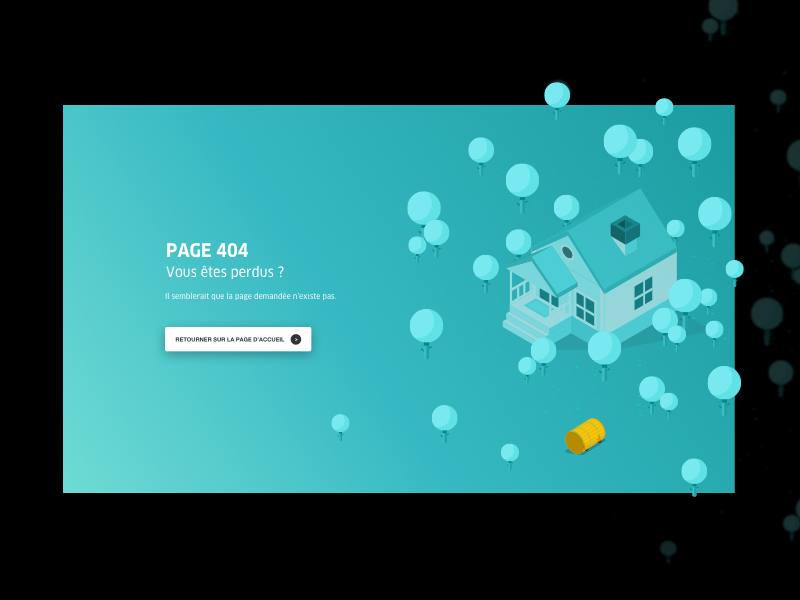 PAGE 404
Vous êtes perdus ?
Il semblerait que la page demandée n'existe pas.
RETOURNER SUR LA PAGE D'ACCUEIL >